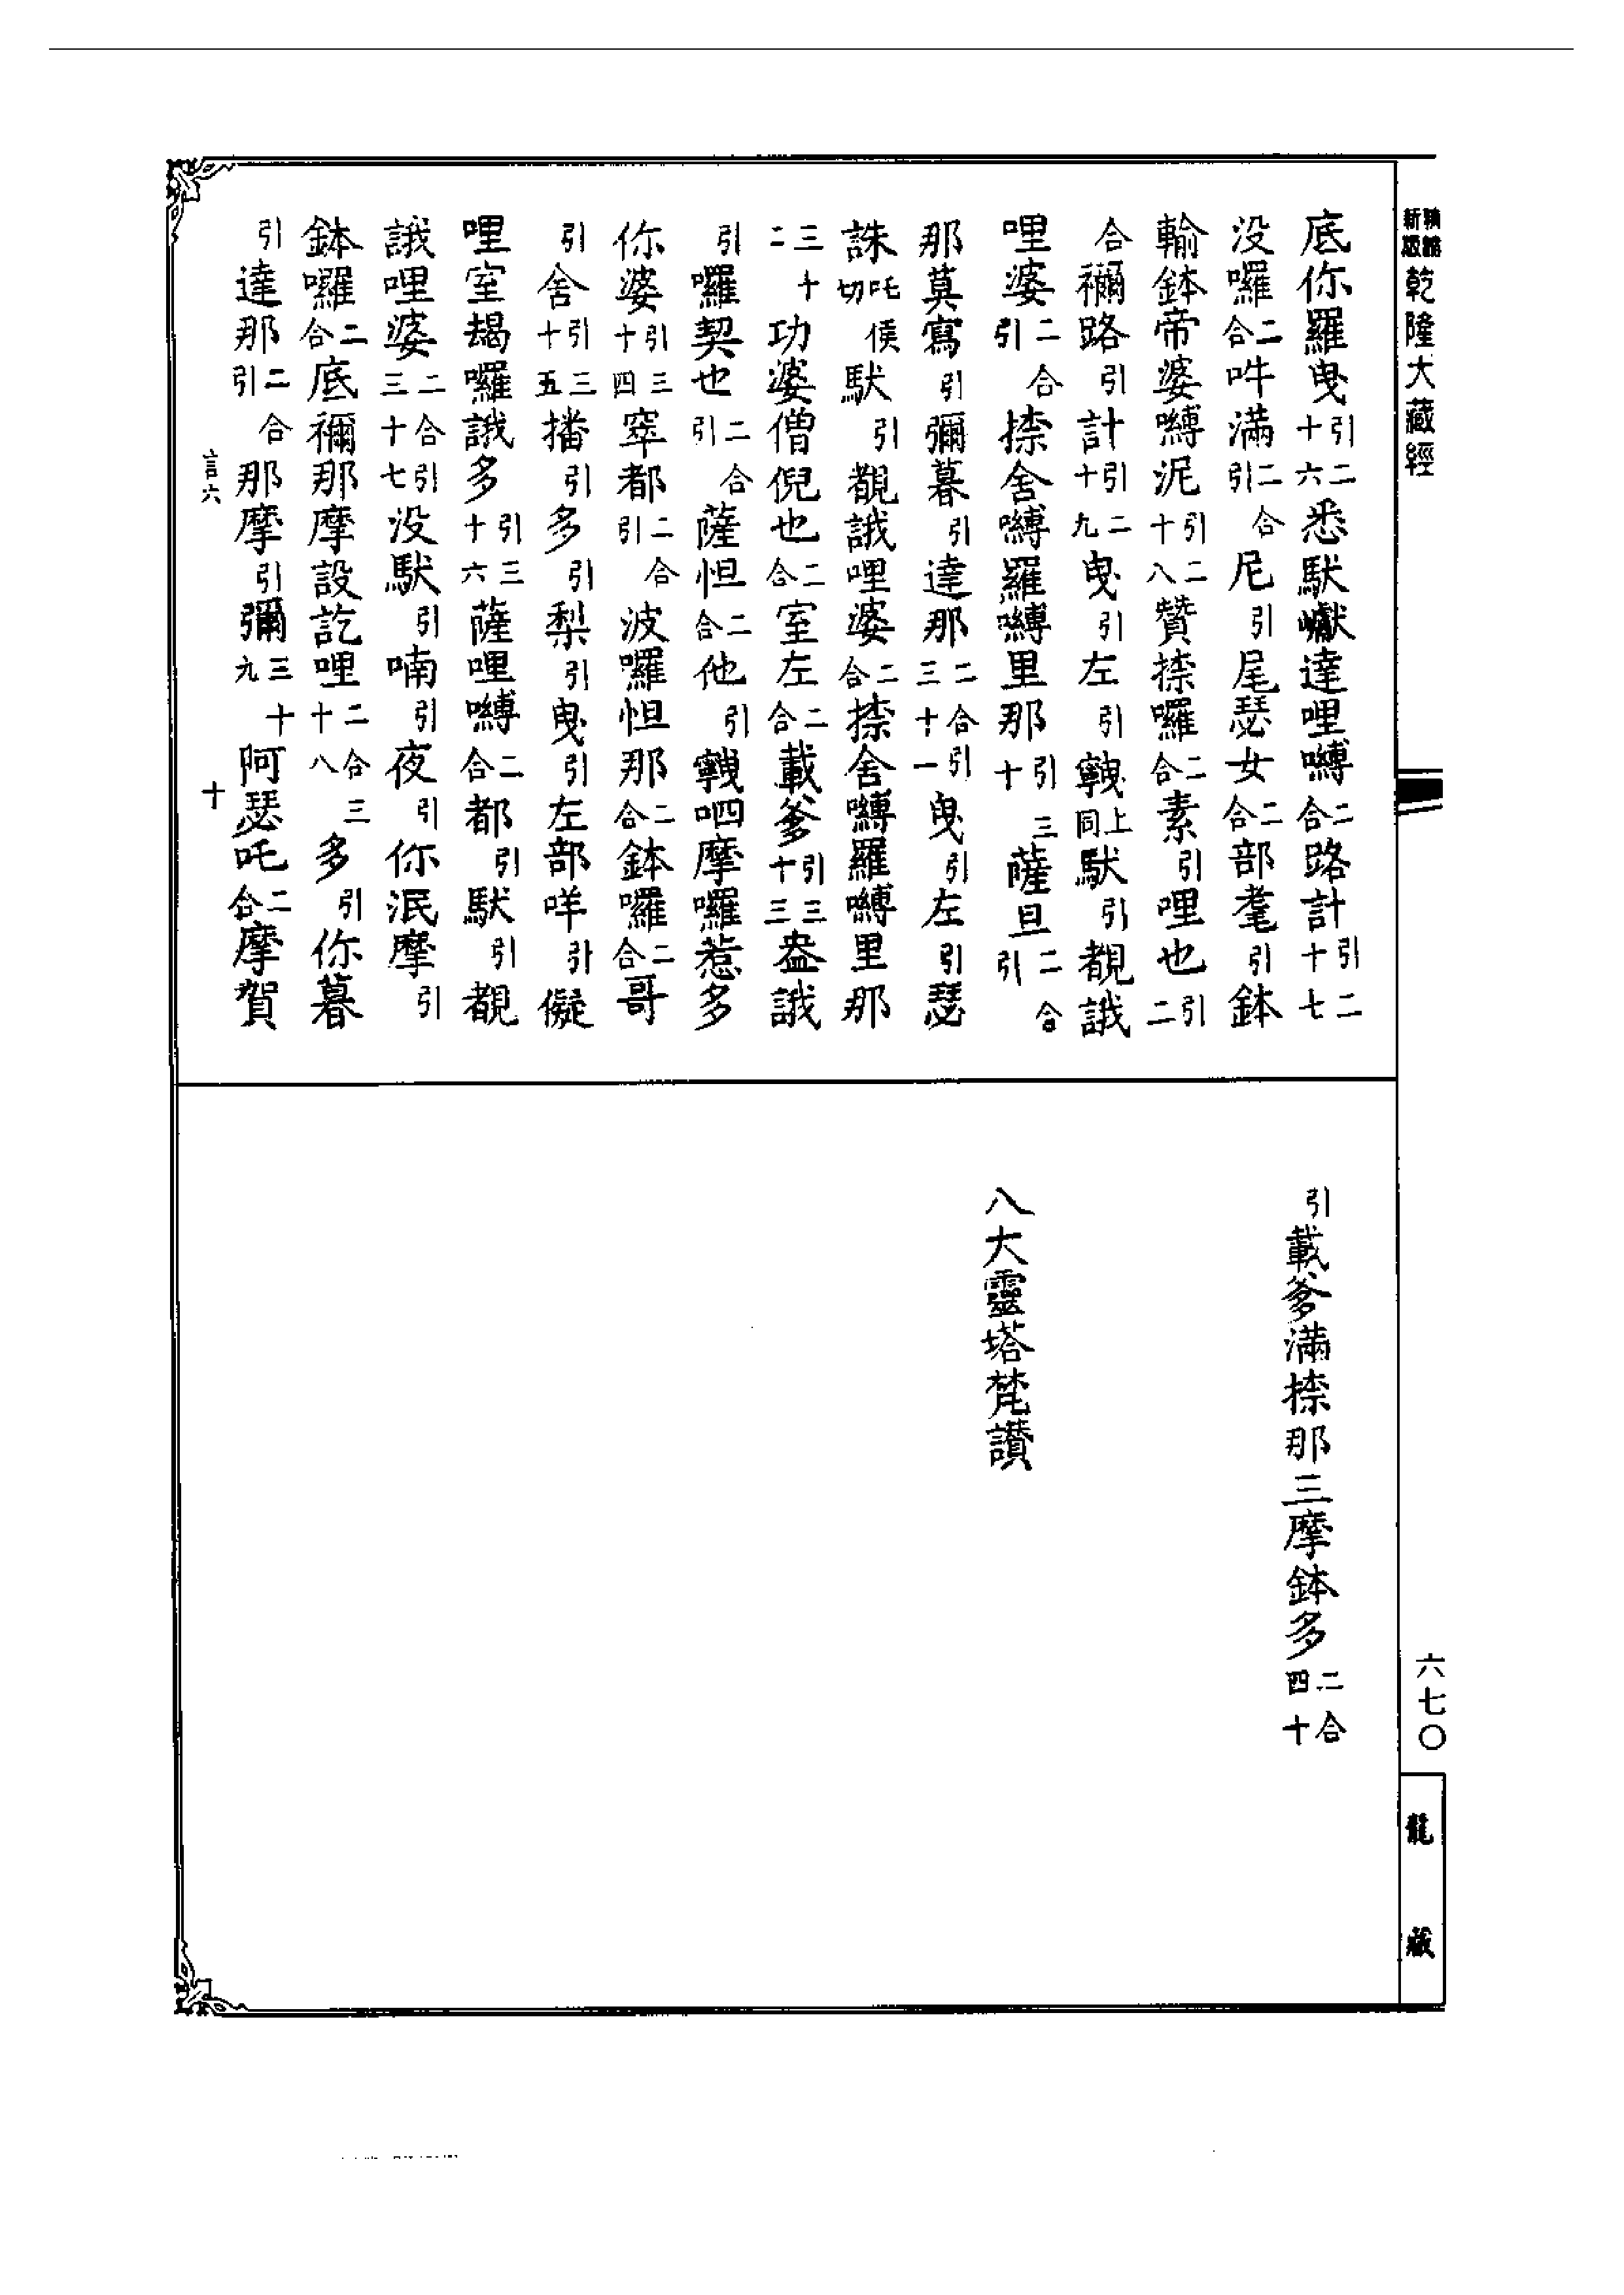 新編縮版 乾隆大藏經
底你羅曳引二十六悉馱巘達哩嚩二合路計引二十七
没囉二合吽滿二合引尼引尾瑟女二合部耄引鉢
輸鉢帝婆嚩泥引二十八贊捺囉二合素引哩也引二
合禰路引計引二十九曳引左引㝹上同馱引覩誐
哩婆二合引捺舍嚩羅嚩里那引三十薩旦二合引
那莫寫引彌暮引達那二合引三十一曳引左引瑟
誅吒侯切馱引覩誐哩婆二合捺舍嚩羅嚩里那
三十二功婆僧倪也二合室左二合載爹引三十三盎誐
引囉契也二合引薩怛二合他引㝹呬摩囉惹多
你婆引三十四窣都二合引波囉怛那二合鉢囉二合哥
引舍引三十五播引多引梨引曳引左部咩引儗
哩室朅囉誐多引三十六薩哩嚩二合都引馱引覩
誐哩婆二合引三十七没馱引喃引夜引你泯摩引
鉢囉二合底禰那摩設訖哩二合三十八多引你暮
引達那二合引那摩引彌三十九阿瑟吒二合摩賀
言六 十
引載爹滿捺那三摩鉢多二合四十
八大靈塔梵讚
六七〇
龍藏